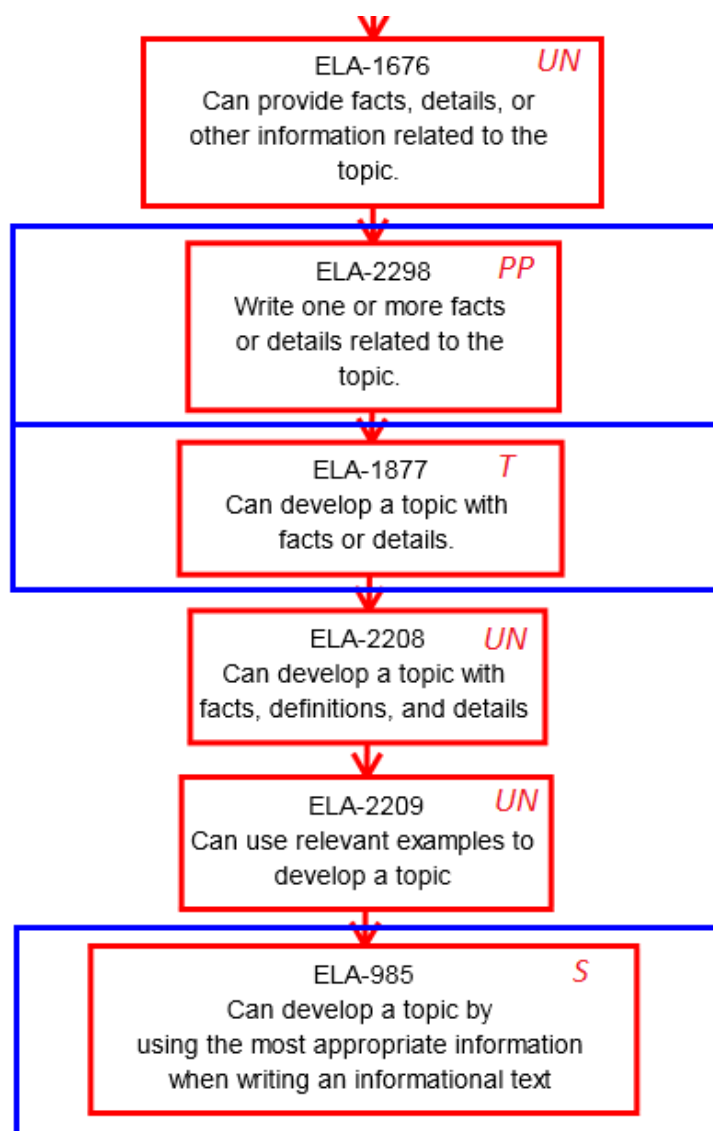 ELA-1676 UN
Can provide facts, details, or
other information related to the
topic.
ELA-2298 PP
Write one or more facts
or details related to the
topic.
ELA-1877 T
Can develop a topic with
facts or details.
ELA-2208 UN
Can develop a topic with
facts, definitions, and details
ELA-2209 UN
Can use relevant examples to
develop a topic
ELA-985 S
Can develop a topic by
using the most appropriate information
when writing an informational text